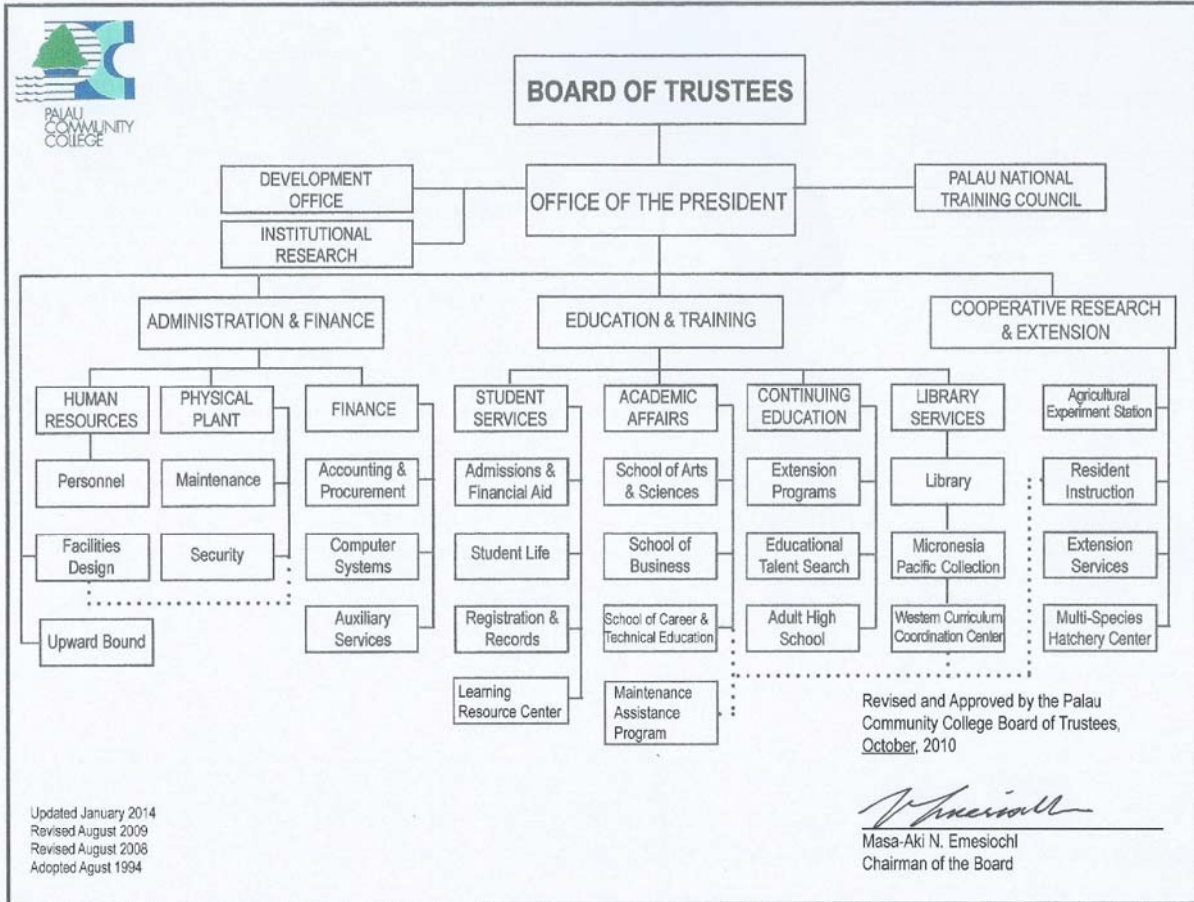 PALAU
COMMUNITY
COLLEGE
BOARD OF TRUSTEES
DEVELOPMENT
OFFICE
OFFICE OF THE PRESIDENT
PALAU NATIONAL
TRAINING COUNCIL
INSTITUTIONAL
RESEARCH
ADMINISTRATION & FINANCE
EDUCATION & TRAINING
COOPERATIVE RESEARCH
& EXTENSION
HUMAN
RESOURCES
PHYSICAL
PLANT
FINANCE
STUDENT
SERVICES
ACADEMIC
AFFAIRS
CONTINUING
EDUCATION
LIBRARY
SERVICES
Agricultural
Experiment Station
Personnel
Maintenance
Accounting &
Procurement
Admissions &
Financial Aid
School of Arts
& Sciences
Extension
Programs
Library
Resident
Instruction
Facilities
Design
Security
Computer
Systems
Student Life
School of
Business
Educational
Talent Search
Micronesia
Pacific Collection
Extension
Services
Upward Bound
Auxiliary
Services
Registration &
Records
School of Career &
Technical Education
Adult High
School
Western Curriculum
Coordination Center
Multi-Species
Hatchery Center
Learning
Resource Center
Maintenance
Assistance
Program
Revised and Approved by the Palau
Community College Board of Trustees,
October, 2010
Updated January 2014
Revised August 2009
Revised August 2008
Adopted Agust 1994
Masa-Aki N. Emesiochl
Chairman of the Board